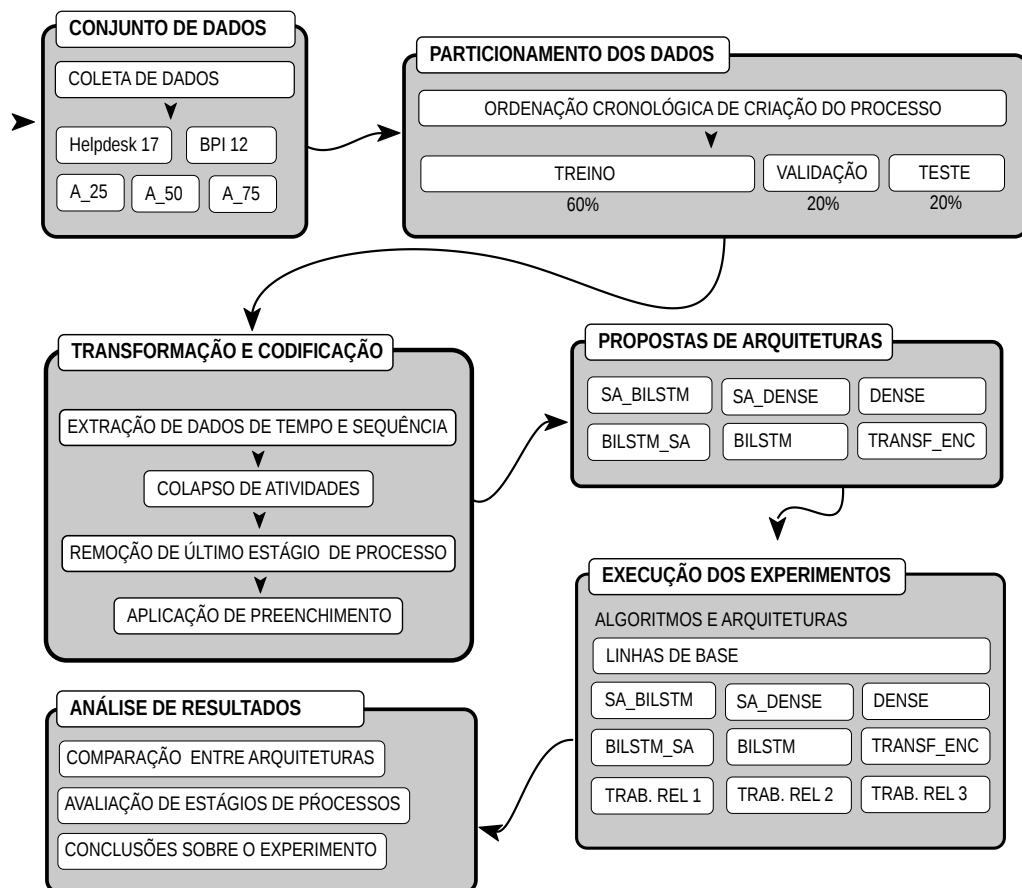 CONJUNTO DE DADOS
COLETA DE DADOS
Helpdesk 17
BPI 12
A_25
A_50
A_75
PARTICIONAMENTO DOS DADOS
ORDENAÇÃO CRONOLÓGICA DE CRIAÇÃO DO PROCESSO
TREINO
VALIDAÇÃO
TESTE
60%
20%
20%
TRANSFORMAÇÃO E CODIFICAÇÃO
EXTRAÇÃO DE DADOS DE TEMPO E SEQUÊNCIA
COLAPSO DE ATIVIDADES
REMOÇÃO DE ÚLTIMO ESTÁGIO DE PROCESSO
APLICAÇÃO DE PREENCHIMENTO
PROPOSTAS DE ARQUITETURAS
SA_BILSTM
SA_DENSE
DENSE
BILSTM_SA
BILSTM
TRANSF_ENC
EXECUÇÃO DOS EXPERIMENTOS
ALGORITMOS E ARQUITETURAS
LINHAS DE BASE
SA_BILSTM
SA_DENSE
DENSE
BILSTM_SA
BILSTM
TRANSF_ENC
TRAB. REL 1
TRAB. REL 2
TRAB. REL 3
ANÁLISE DE RESULTADOS
COMPARAÇÃO ENTRE ARQUITETURAS
AVALIAÇÃO DE ESTÁGIOS DE PŔOCESSOS
CONCLUSÕES SOBRE O EXPERIMENTO